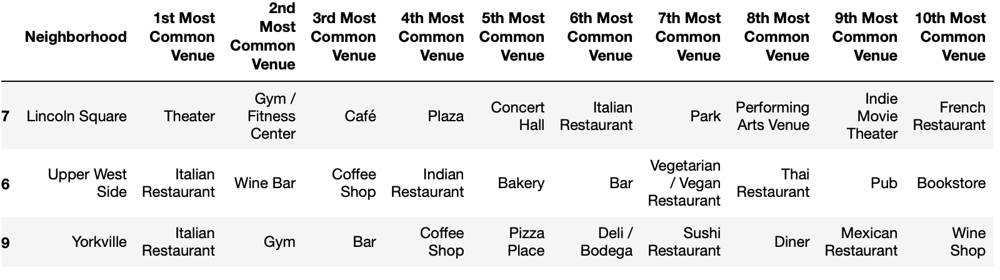 Neighborhood 1st Most Common Venue 2nd Most Common Venue 3rd Most Common Venue 4th Most Common Venue 5th Most Common Venue 6th Most Common Venue 7th Most Common Venue 8th Most Common Venue 9th Most Common Venue 10th Most Common Venue
7 Lincoln Square Theater Gym / Fitness Center Café Plaza Concert Hall Italian Restaurant Park Performing Arts Venue Indie Movie Theater French Restaurant
6 Upper West Side Italian Restaurant Wine Bar Coffee Shop Indian Restaurant Bakery Bar Vegetarian / Vegan Restaurant Thai Restaurant Pub Bookstore
9 Yorkville Italian Restaurant Gym Bar Coffee Shop Pizza Place Deli / Bodega Sushi Restaurant Diner Mexican Restaurant Wine Shop